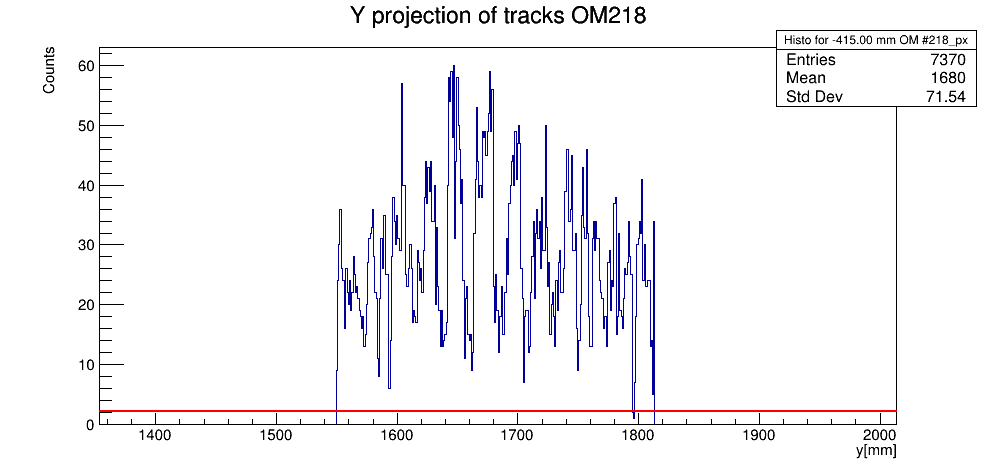 Y projection of tracks OM218
Histo for -415.00 mm OM #218_px
Entries 7370
Mean 1680
Std Dev 71.54
Counts
60
50
40
30
20
10
0
1400 1500 1600 1700 1800 1900 2000
y[mm]